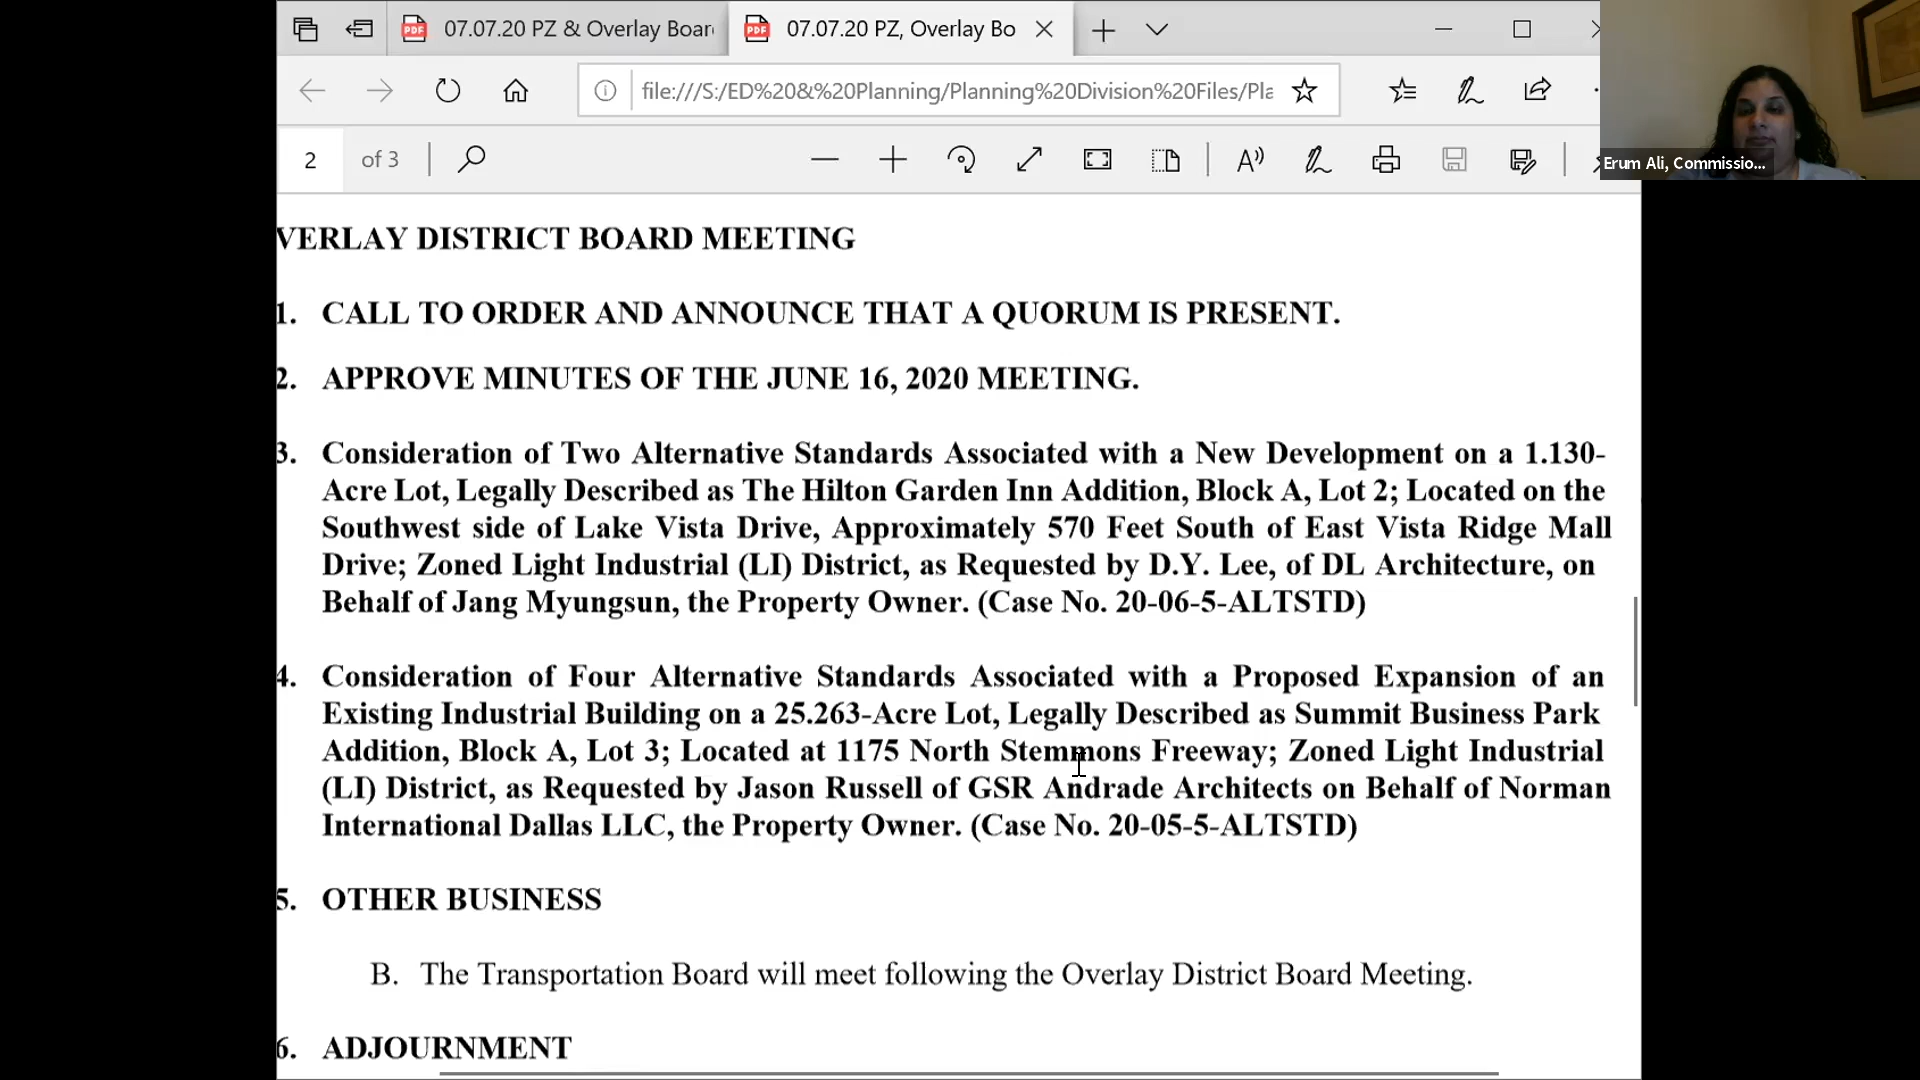 07.07.20 PZ & Overlay Boar
07.07.20 PZ, Overlay Bo
file:///S:/ED%20&%20Planning/Planning%20Division%20Files/Pla
2 of 3
Erum Ali, Commissio...
VERLAY DISTRICT BOARD MEETING
1. CALL TO ORDER AND ANNOUNCE THAT A QUORUM IS PRESENT.
2. APPROVE MINUTES OF THE JUNE 16, 2020 MEETING.
3. Consideration of Two Alternative Standards Associated with a New Development on a 1.130-
Acre Lot, Legally Described as The Hilton Garden Inn Addition, Block A, Lot 2; Located on the
Southwest side of Lake Vista Drive, Approximately 570 Feet South of East Vista Ridge Mall
Drive; Zoned Light Industrial (LI) District, as Requested by D.Y. Lee, of DL Architecture, on
Behalf of Jang Myungsun, the Property Owner. (Case No. 20-06-5-ALTSTD)
4. Consideration of Four Alternative Standards Associated with a Proposed Expansion of an
Existing Industrial Building on a 25.263-Acre Lot, Legally Described as Summit Business Park
Addition, Block A, Lot 3; Located at 1175 North Stemmons Freeway; Zoned Light Industrial
(LI) District, as Requested by Jason Russell of GSR Andrade Architects on Behalf of Norman
International Dallas LLC, the Property Owner. (Case No. 20-05-5-ALTSTD)
5. OTHER BUSINESS
B. The Transportation Board will meet following the Overlay District Board Meeting.
6. ADJOURNMENT